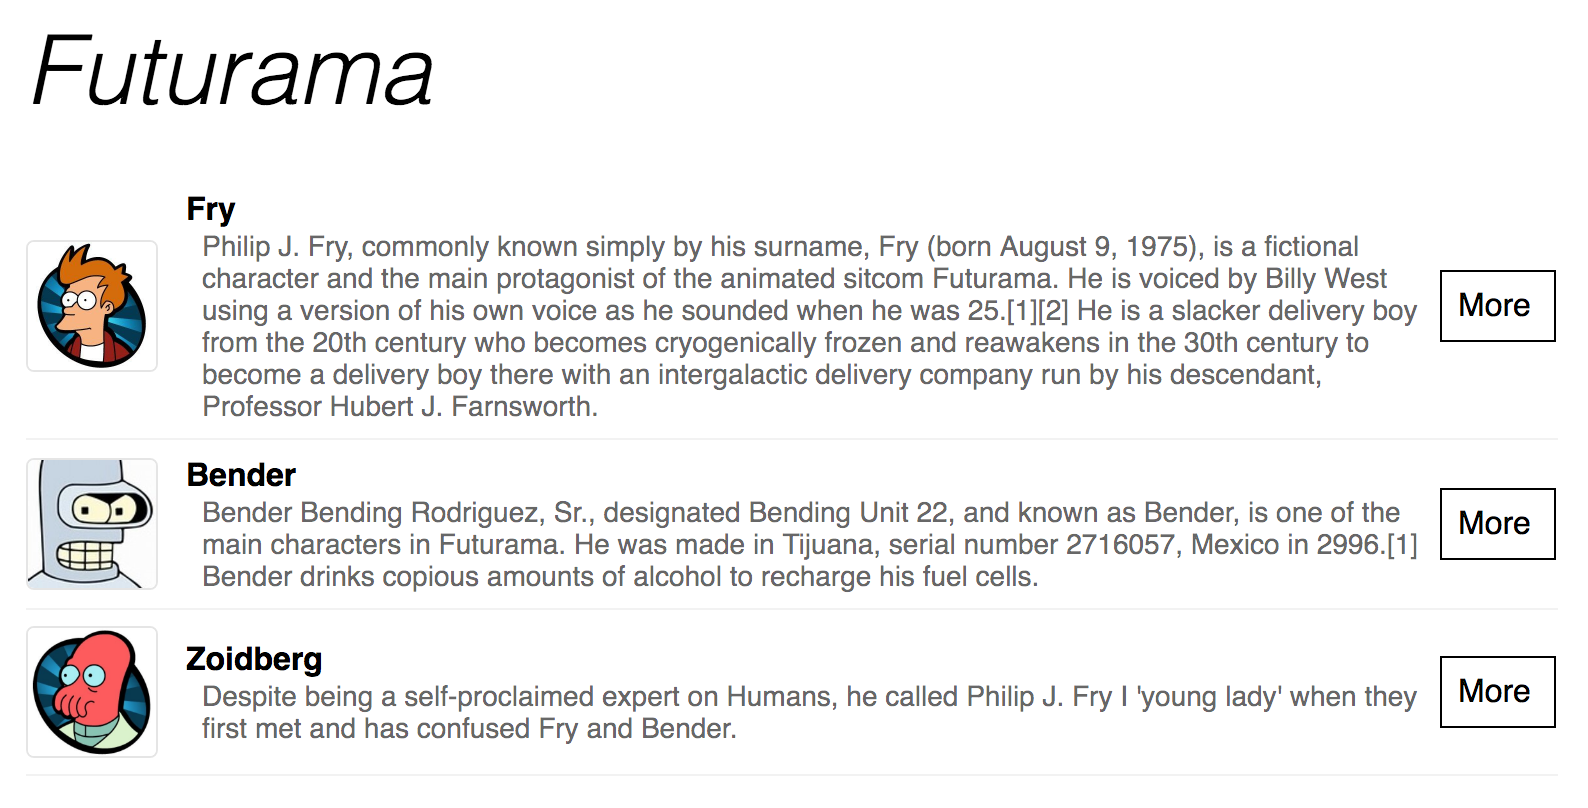 Futurama
Fry
Philip J. Fry, commonly known simply by his surname, Fry (born August 9, 1975), is a fictional
character and the main protagonist of the animated sitcom Futurama. He is voiced by Billy West
using a version of his own voice as he sounded when he was 25.[1][2] He is a slacker delivery boy
from the 20th century who becomes cryogenically frozen and reawakens in the 30th century to
become a delivery boy there with an intergalactic delivery company run by his descendant,
Professor Hubert J. Farnsworth.
More
Bender
Bender Bending Rodriguez, Sr., designated Bending Unit 22, and known as Bender, is one of the
main characters in Futurama. He was made in Tijuana, serial number 2716057, Mexico in 2996.[1]
Bender drinks copious amounts of alcohol to recharge his fuel cells.
More
Zoidberg
Despite being a self-proclaimed expert on Humans, he called Philip J. Fry I 'young lady' when they
first met and has confused Fry and Bender.
More